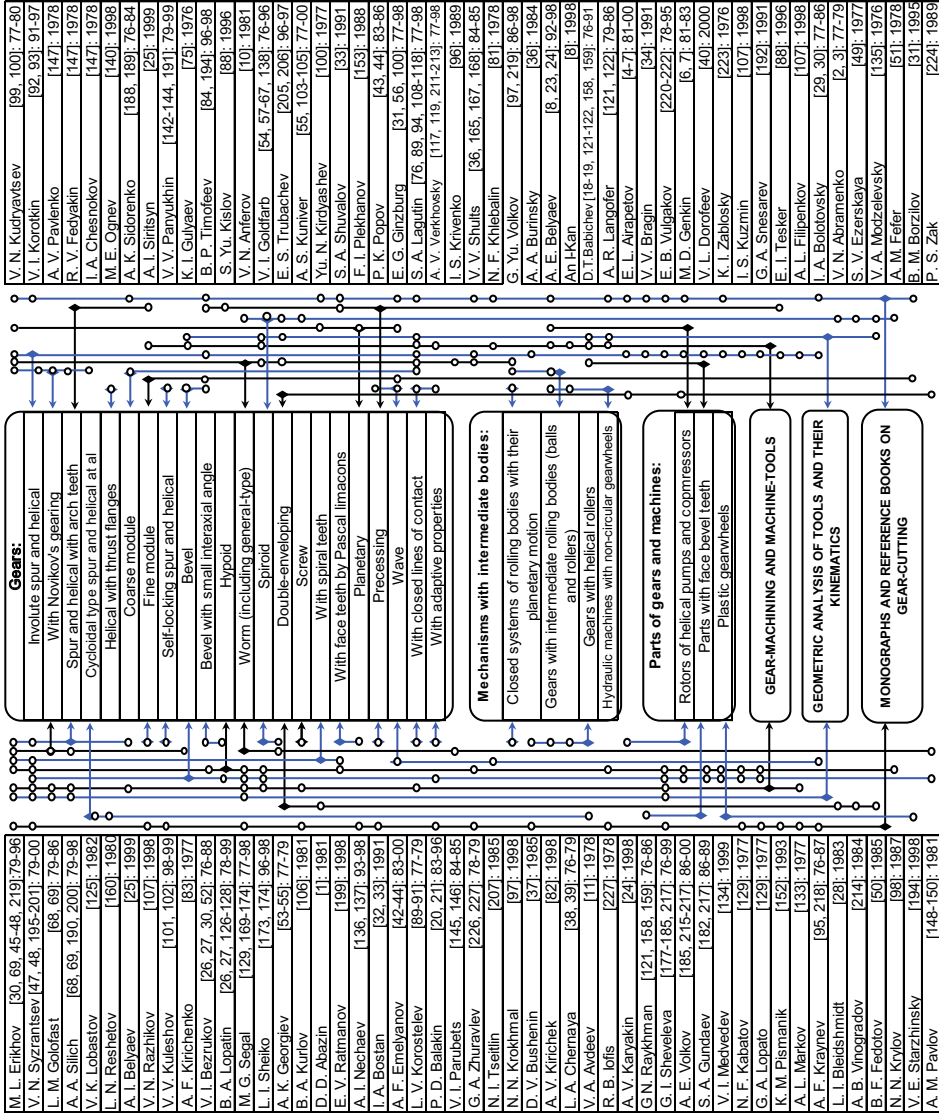 M. L. Erikhov [30, 69, 45-48, 219]:79-96
V. N. Syzrantsev [47, 48, 195-201]: 79-00
M. L. Golofast [68, 69]: 79-86
A. A. Silich [68, 69, 190, 200]: 79-98
V. K. Lobastov [125]: 1982
L. N. Reshetov [160]: 1980
A. I. Belyaev [25]: 1999
V. N. Razhikov [107]: 1998
V. V. Kuleshov [101, 102]: 98-99
A. F. Kirichenko [83]: 1977
V. I. Bezrukov [26, 27, 30, 52]: 76-88
B. A. Lopatin [26, 27, 126-128]: 78-99
M. G. Segal [129, 169-174]: 77-98
L.I. Sheiko [173, 174]: 96-98
A. K. Georgiev [53-55]: 77-79
B. A. Kurlov [106]: 1981
D. D. Abazin [1]: 1981
E. V. Ratmanov [199]: 1998
A. I. Nechaev [136, 137]: 93-98
I. A. Bostan [32, 33]: 1991
A. F. Emelyanov [42-44]: 83-00
L. V. Korostelev [89-91]: 77-79
P. D. Balakin [20, 21]: 83-96
V. I. Parubets [145, 146]: 84-85
G. A. Zhuravlev [226, 227]: 78-79
N. I. Tseitlin [207]: 1985
N. N. Krokhmal [97]: 1998
D. V. Bushenin [37]: 1985
V. A. Kirichek [24]: 1998
L. A. Chernaya [38, 39]: 76-79
V. A. Avdeev [11]: 1978
R. B. Iofis [227]: 1978
A. V. Karyakin [24]: 1998
G N. Raykhman [121, 158, 159]: 76-86
G. I. Sheveleva [177-185, 217]: 76-99
A. E. Volkov [185, 215-217]: 86-00
S. A. Gundaev [182, 217]: 86-89
V. I. Medvedev [134]: 1999
N. F. Kabatov [129]: 1977
G. A. Lopato [129]: 1977
K. M. Pismanik [152]: 1993
A. L. Markov [133]: 1977
A. F. Kraynev [95, 218]: 76-87
L. I. Bleidshmidt [28]: 1983
A. B. Vinogradov [214]: 1984
B. F. Fedotov [50]: 1985
N. N. Krylov [98]: 1987
V. E. Starzhinsky [194]: 1998
A. M. Pavlov [148-150]: 1981
Gears:
Involute spur and helical
With Novikov's gearing
Spur and helical with arch teeth
Cycloidal type spur and helical at al
Helical with thrust flanges
Coarse module
Fine module
Self-locking spur and helical
Bevel
Bevel with small interaxial angle
Hypoid
Worm (including general-type)
Spiroid
Double-enveloping
Screw
With spiral teeth
With face teeth by Pascal limacons
Planetary
Precessing
Wave
With closed lines of contact
With adaptive properties
Mechanisms with intermediate bodies:
Closed systems of rolling bodies with their
planetary motion
Gears with intermediate rolling bodies (balls
and rollers)
Gears with helical rollers
Hydraulic machines with non-circular gearwheels
Parts of gears and machines:
Rotors of helical pumps and copmressors
Parts with face bevel teeth
Plastic gearwheels
GEAR-MACHINING AND MACHINE-TOOLS
GEOMETRIC ANALYSIS OF TOOLS AND THEIR
KINEMATICS
MONOGRAPHS AND REFERENCE BOOKS ON
GEAR-CUTTING
V. N. Kudryavtsev [99, 100]: 77-80
V. I. Korotkin [92, 93]: 91-97
A. V. Pavlenko [147]: 1978
R. V. Fedyakin [147]: 1978
I. A. Chesnokov [147]: 1978
M. E. Ognev [140]: 1999
A. K. Sidorenko [188, 189]: 76-84
A. I. Siritsyn [25]: 1999
V. V. Panyukhin [142-144, 191]: 79-99
K. I. Gulyaev [75]: 1976
B. P. Timofeev [84, 194]: 96-98
S. Yu. Kislov [88]: 1996
V. N. Anferov [10]: 1981
V. I. Goldfarb [54, 57-67, 138]: 76-96
E. S. Trubachev [205, 206]: 96-97
A. S. Kuniver [55, 103-105]: 77-00
Yu. N. Kirdyashev [100]: 1977
S. A. Shuvalov [33]: 1991
F. I. Plekhanov [153]: 1988
P. K. Popov [43, 44]: 83-86
E. G. Ginzburg [31, 56, 100]: 77-98
S. A. Lagutin [76, 89, 94, 108-118]: 77-98
A. V. Verkhovsky [117, 119, 211-213]: 77-98
I. S. Krivenko [96]: 1989
V. V. Shults [36, 165, 167, 168]: 84-85
N. F. Khlebalin [81]: 1978
G. Yu. Volkov [97, 219]: 86-98
A. A. Burinsky [36]: 1984
A. E. Belyaev [8, 23, 24]: 92-98
An I-Kan [8]: 1998
D.T.Babichev [18-19, 121-122, 158, 159]: 76-91
A. R. Langofer [121, 122]: 79-86
E. L. Airapetov [4-7]: 81-00
V. V. Bragin [34]: 1991
E. B. Vulgakov [220-222]: 78-95
M. D. Genkin [6, 7]: 81-83
V. L. Dorofeev [40]: 2000
K. I. Zablosky [223]: 1976
I. S. Kuzmin [107]: 1998
G. A. Snesarev [192]: 1991
E. I. Tesker [88]: 1996
A. L. Filipenkov [107]: 1998
I. A. Bolotovsky [29, 30]: 77-86
V. N. Abramenko [2, 3]: 77-79
S. V. Ezerskaya [49]: 1977
V. A. Modzelevsky [135]: 1976
A. M. Fefer [51]: 1978
B. M. Borzilov [31]: 1995
P. S. Zak [224]: 1989